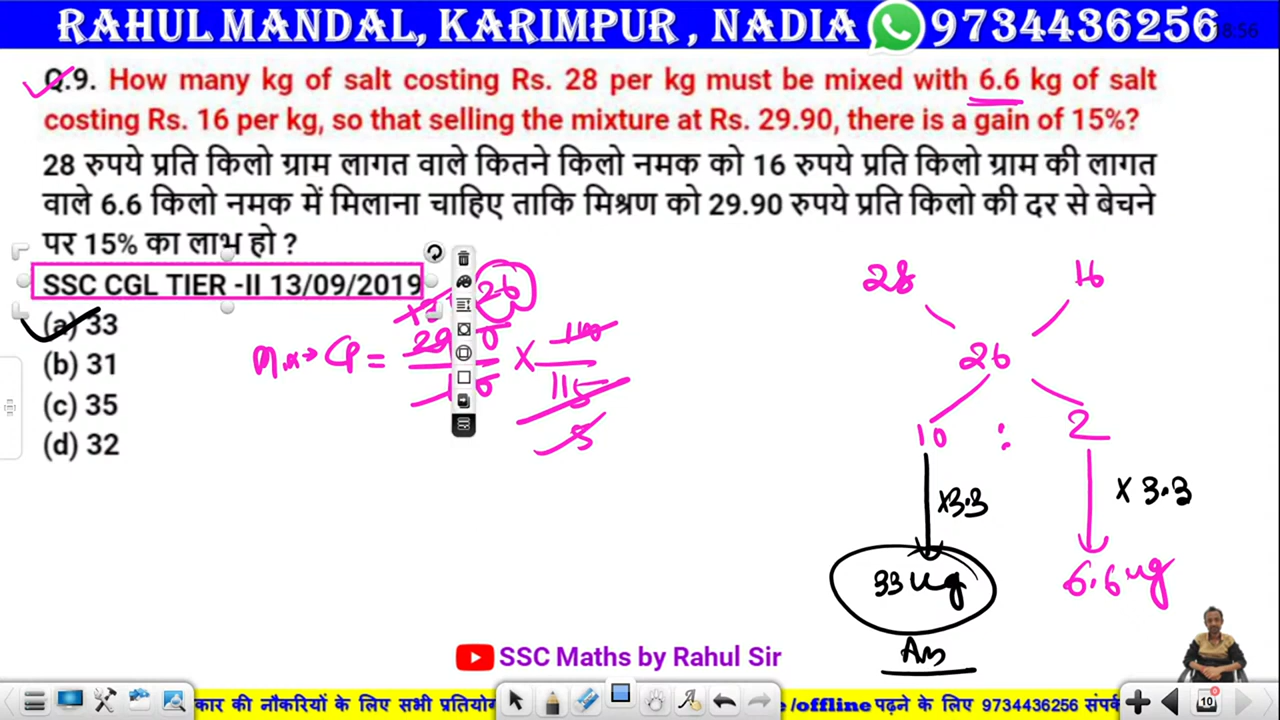 RAHUL MANDAL, KARIMPUR , NADIA 9734436256
Q.9. How many kg of salt costing Rs. 28 per kg must be mixed with 6.6 kg of salt
costing Rs. 16 per kg, so that selling the mixture at Rs. 29.90, there is a gain of 15%?
28 रुपये प्रति किलो ग्राम लागत वाले कितने किलो नमक को 16 रुपये प्रति किलो ग्राम की लागत
वाले 6.6 किलो नमक में मिलाना चाहिए ताकि मिश्रण को 29.90 रुपये प्रति किलो की दर से बेचने
पर 15% का लाभ हो ?
SSC CGL TIER -II 13/09/2019
(a) 33
(b) 31
(c) 35
(d) 32
26
CP =
×
115
5
28 16
26
10 : 2
×3.3 × 3.3
33 kg 6.6 kg
Ans
SSC Maths by Rahul Sir
कार की नौकरियों के लिए सभी प्रतियो
/offline पढ़ने के लिए 9734436256 संपर्क
10